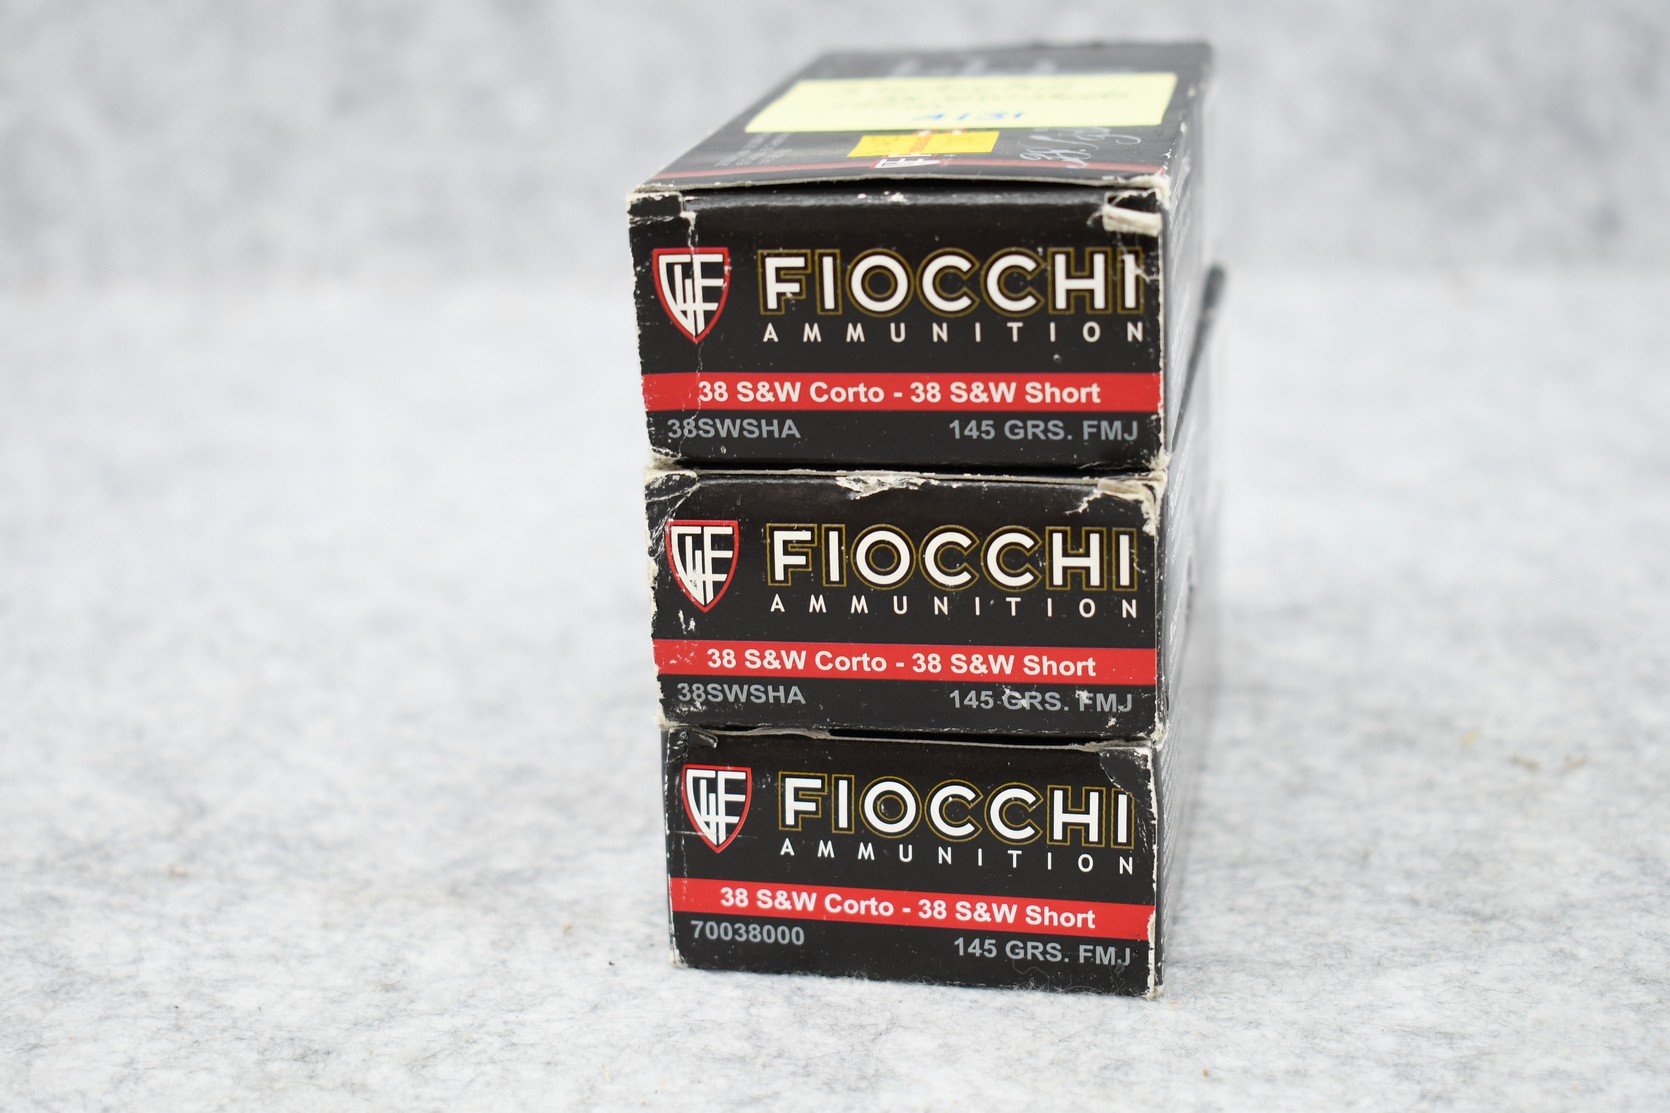 A131
FIOCCHI
AMMUNITION
38 S&W Corto - 38 S&W Short
38SWSHA 145 GRS. FMJ
FIOCCHI
AMMUNITION
38 S&W Corto - 38 S&W Short
38SWSHA 145 GRS. FMJ
FIOCCHI
AMMUNITION
38 S&W Corto - 38 S&W Short
70038000 145 GRS. FMJ